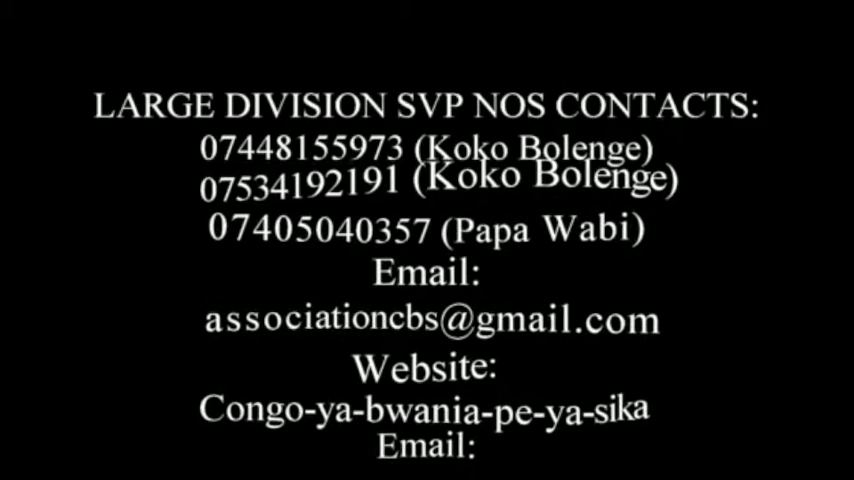 LARGE DIVISION SVP NOS CONTACTS:
07448155973 (Koko Bolenge)
07534192191 (Koko Bolenge)
07405040357 (Papa Wabi)
Email:
associationcbs@gmail.com
Website:
Congo-ya-bwania-pe-ya-sika
Email: